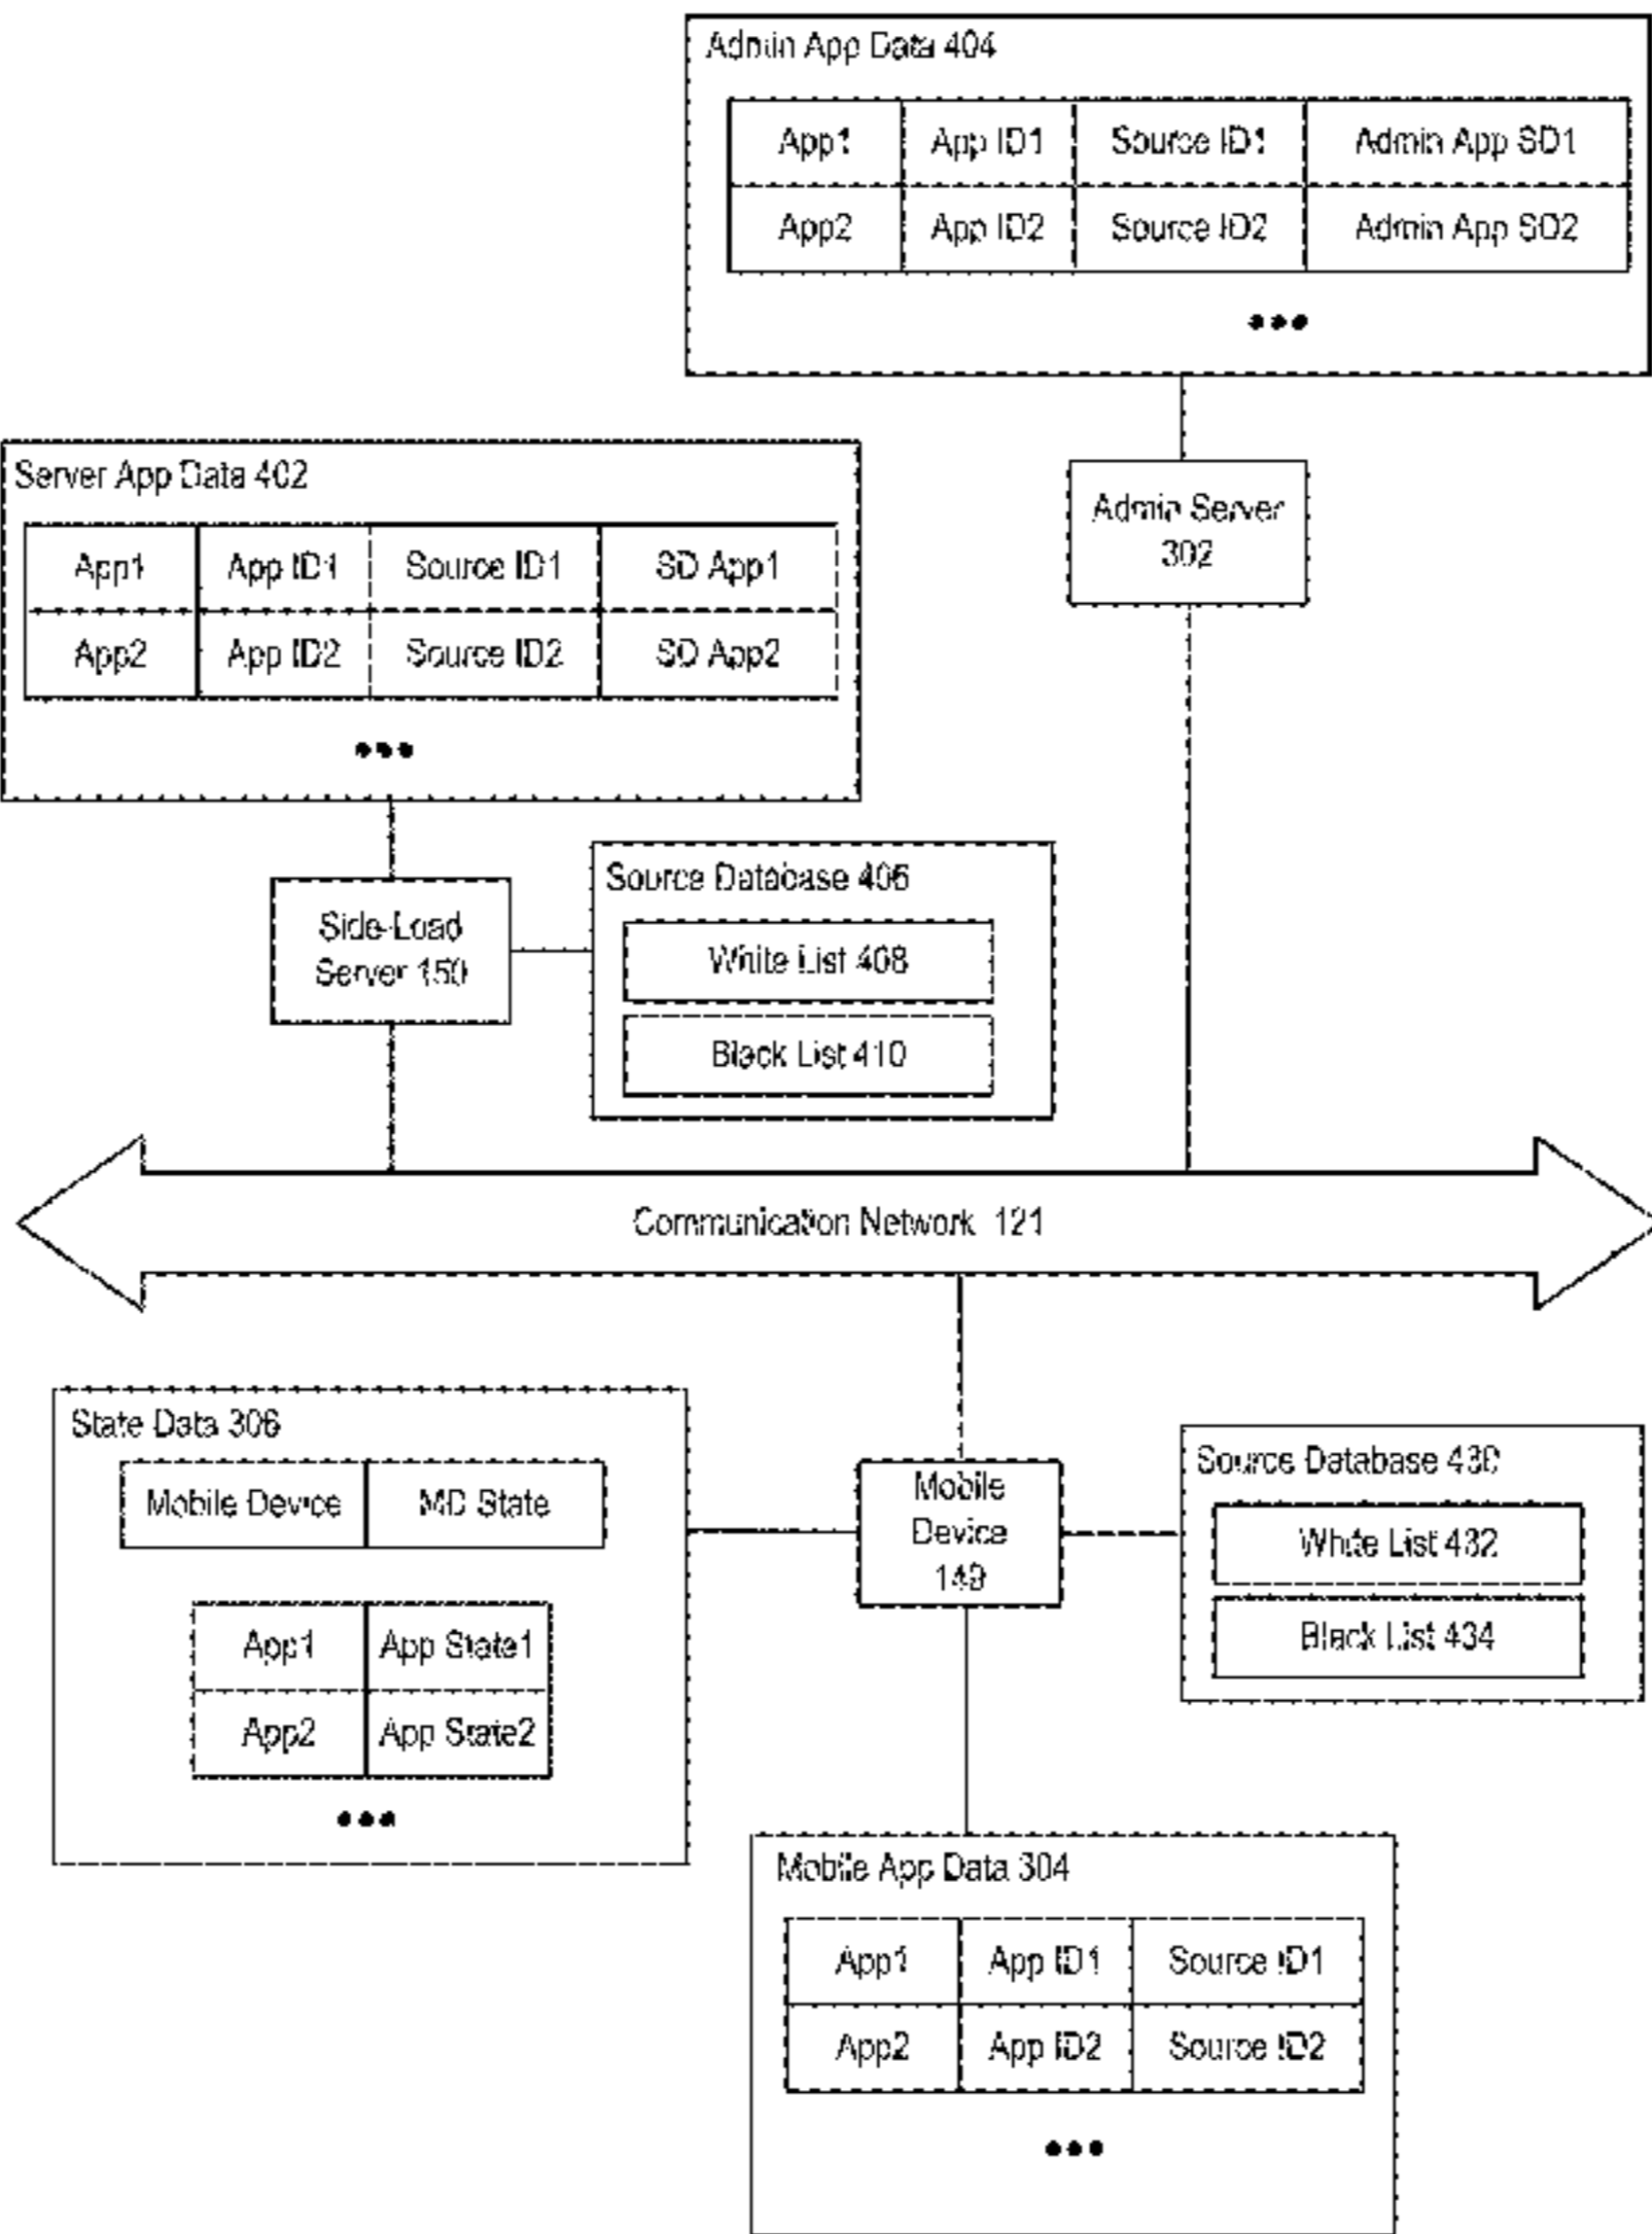 Admin App Data 404
App1 App ID1 Source ID1 Admin App SD1
App2 App ID2 Source ID2 Admin App SD2
Server App Data 402
App1 App ID1 Source ID1 SD App1
App2 App ID2 Source ID2 SD App2
Admin Server
302
Side-Load
Server 150
Source Database 406
White List 408
Black List 410
Communication Network 121
State Data 306
Mobile Device MD State
App1 App State1
App2 App State2
Mobile
Device
149
Source Database 430
White List 432
Black List 434
Mobile App Data 304
App1 App ID1 Source ID1
App2 App ID2 Source ID2